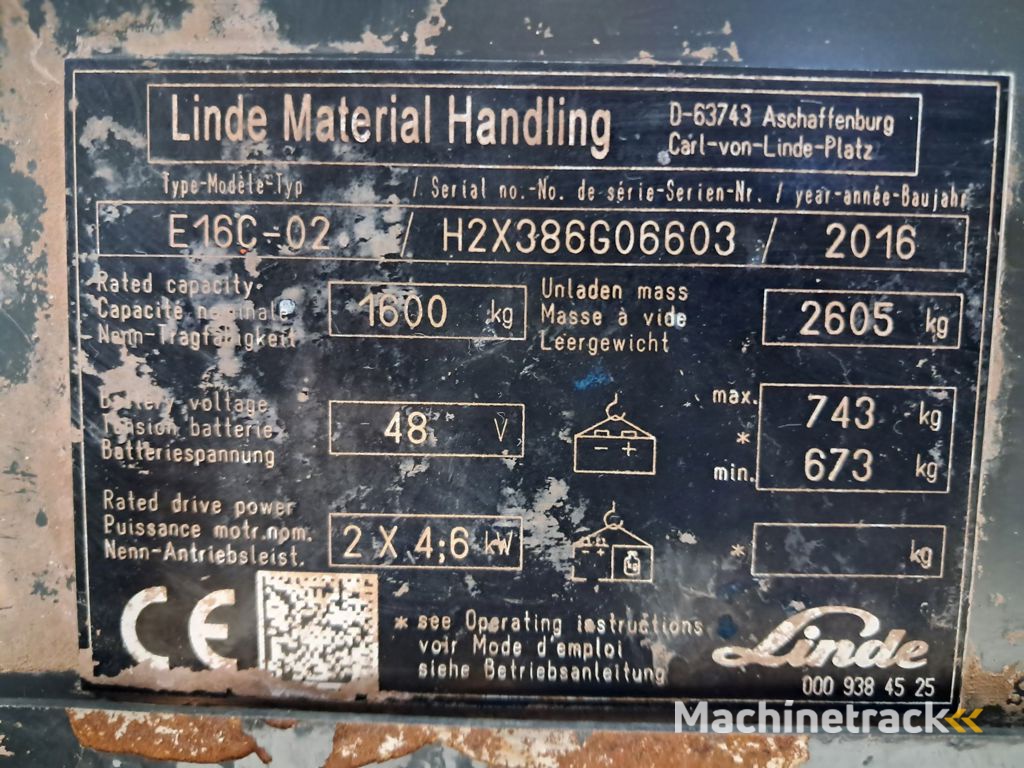 Linde Material Handling
D-63743 Aschaffenburg
Carl-von-Linde-Platz
Type-Modèle-Typ / Serial no.-No. de série-Serien-Nr. / year-année-Baujahr
E16C-02 / H2X386G06603 / 2016
Rated capacity
Capacité nominale
Nenn-Tragfähigkeit
1600 kg
Unladen mass
Masse à vide
Leergewicht
2605 kg
Battery voltage
Tension batterie
Batteriespannung
48 V
- +
max. 743 kg
*
min. 673 kg
Rated drive power
Puissance motr.nom.
Nenn-Antriebsleist.
2 X 4;6 kW
- +
kg
* kg
CE
* see Operating instructions
voir Mode d'emploi
siehe Betriebsanleitung
Linde
000 938 45 25
Machinetrack